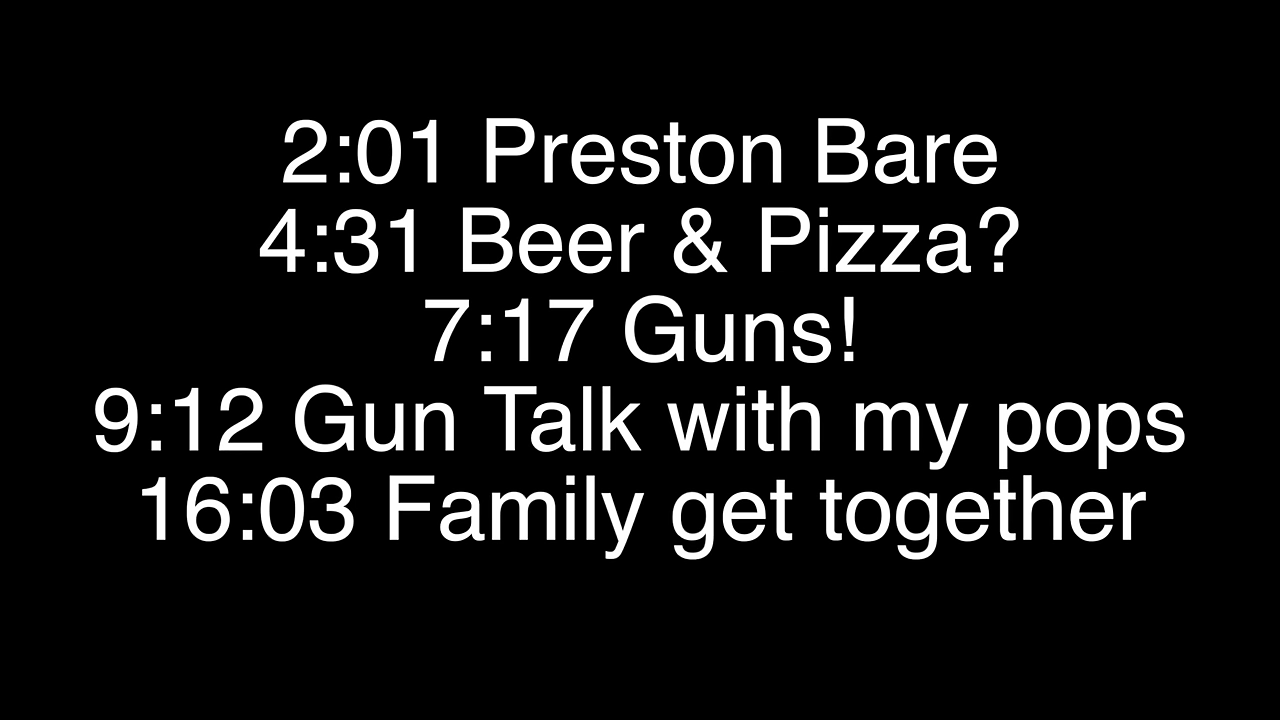 2:01 Preston Bare
4:31 Beer & Pizza?
7:17 Guns!
9:12 Gun Talk with my pops
16:03 Family get together